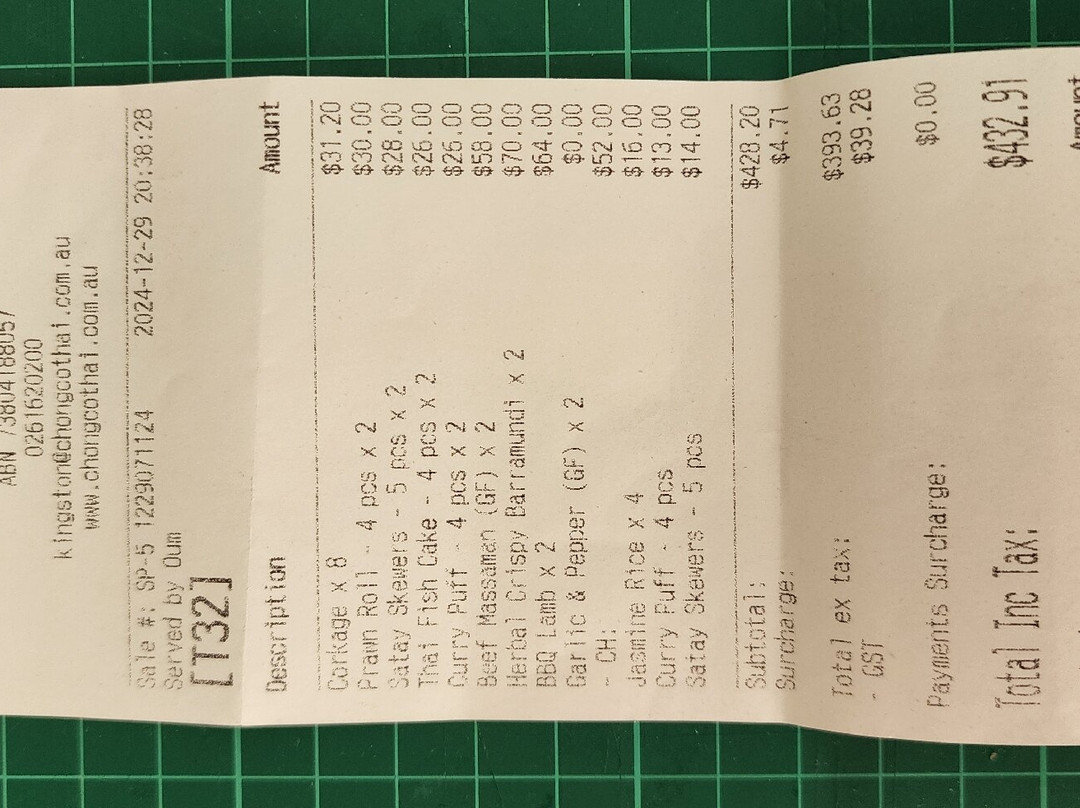 ABN 73804188057
0261620200
kingston@chongcothai.com.au
www.chongcothai.com.au
Sale #: SP-5 1229071124 2024-12-29 20:38:28
Served by Oum
[T32]
Description Amount
Corkage x 8 $31.20
Prawn Roll - 4 pcs x 2 $30.00
Satay Skewers - 5 pcs x 2 $28.00
Thai Fish Cake - 4 pcs x 2 $26.00
Curry Puff - 4 pcs x 2 $26.00
Beef Massaman (GF) x 2 $58.00
Herbal Crispy Barramundi x 2 $70.00
BBQ Lamb x 2 $64.00
Garlic & Pepper (GF) x 2 $0.00
- CH: $52.00
Jasmine Rice x 4 $16.00
Curry Puff - 4 pcs $13.00
Satay Skewers - 5 pcs $14.00
Subtotal: $428.20
Surcharge: $4.71
Total ex tax: $393.63
- GST $39.28
Payments Surcharge: $0.00
Total Inc Tax: $432.91
Amount